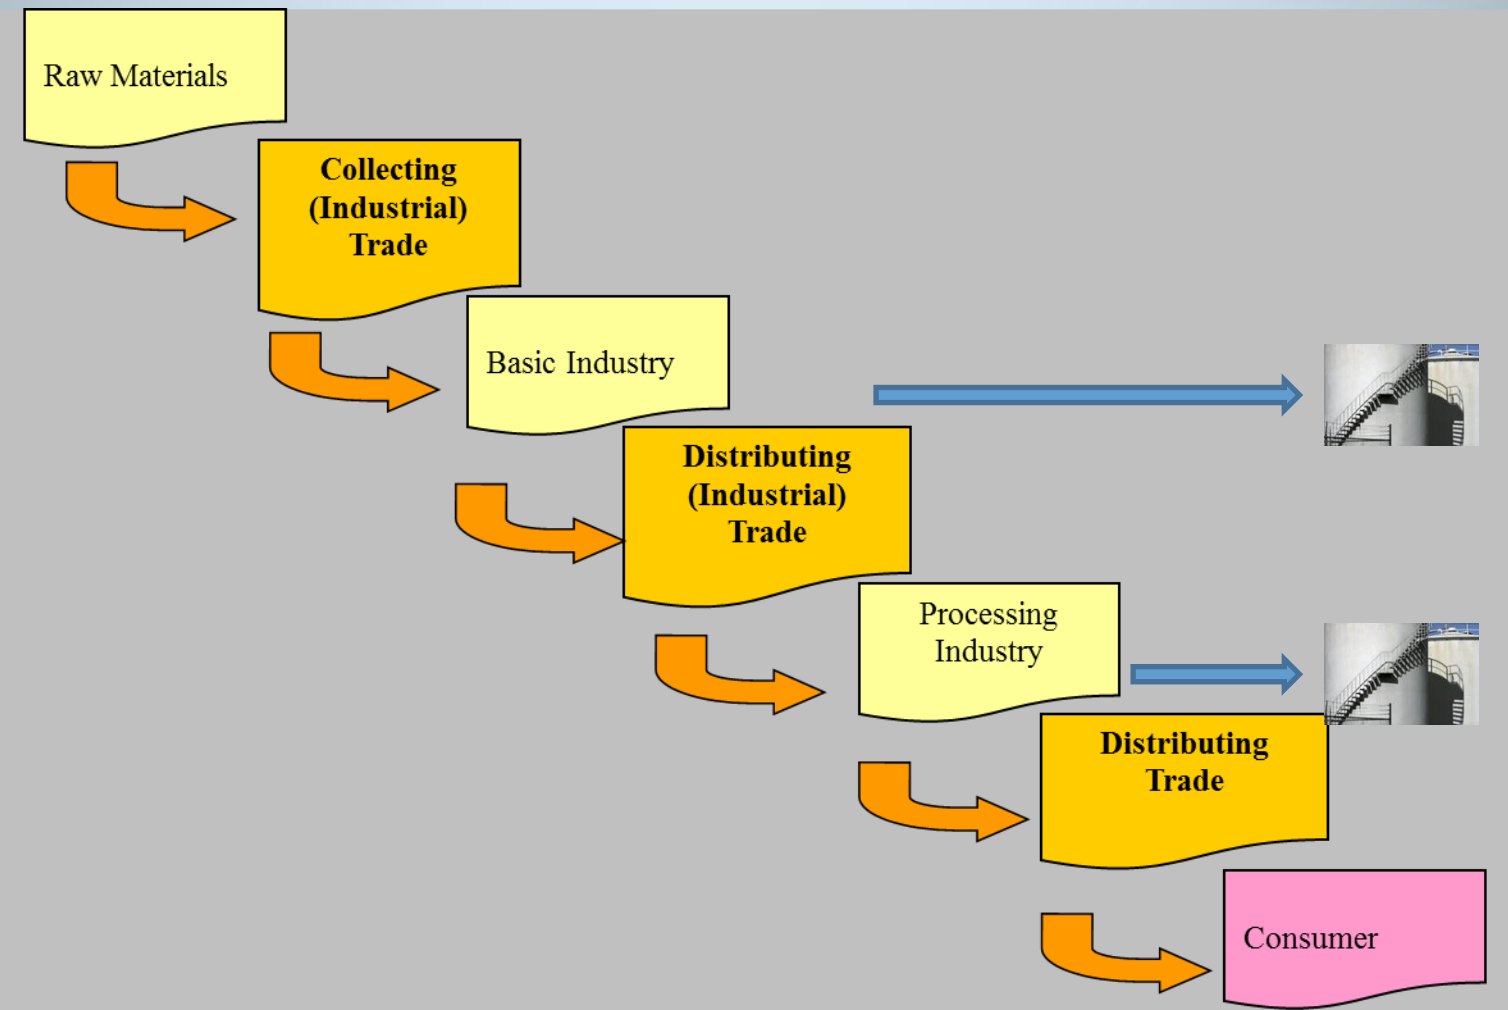 Raw Materials
Collecting
(Industrial)
Trade
Basic Industry
Distributing
(Industrial)
Trade
Processing
Industry
Distributing
Trade
Consumer